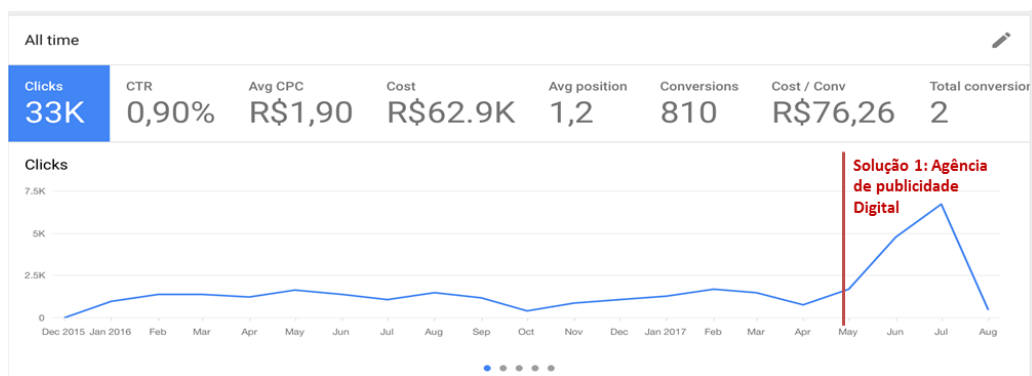 All time
Clicks CTR Avg CPC Cost Avg position Conversions Cost / Conv Total conversion
33K 0,90% R$1,90 R$62.9K 1,2 810 R$76,26 2
Clicks
Solução 1: Agência
de publicidade
Digital
7.5K
5K
2.5K
0
Dec 2015 Jan 2016 Feb Mar Apr May Jun Jul Aug Sep Oct Nov Dec Jan 2017 Feb Mar Apr May Jun Jul Aug